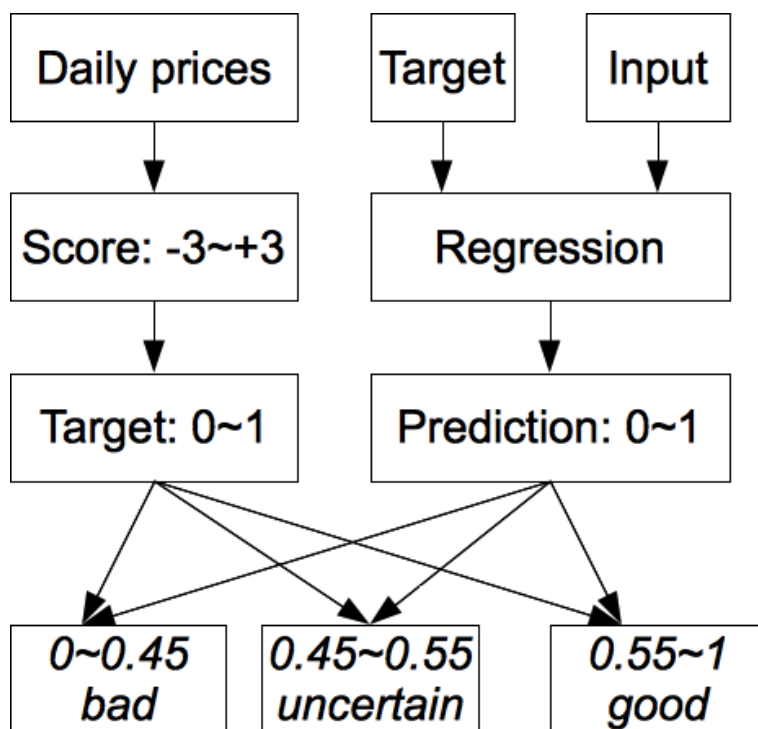 Daily prices
Target
Input
Score: -3~+3
Regression
Target: 0~1
Prediction: 0~1
0~0.45
bad
0.45~0.55
uncertain
0.55~1
good